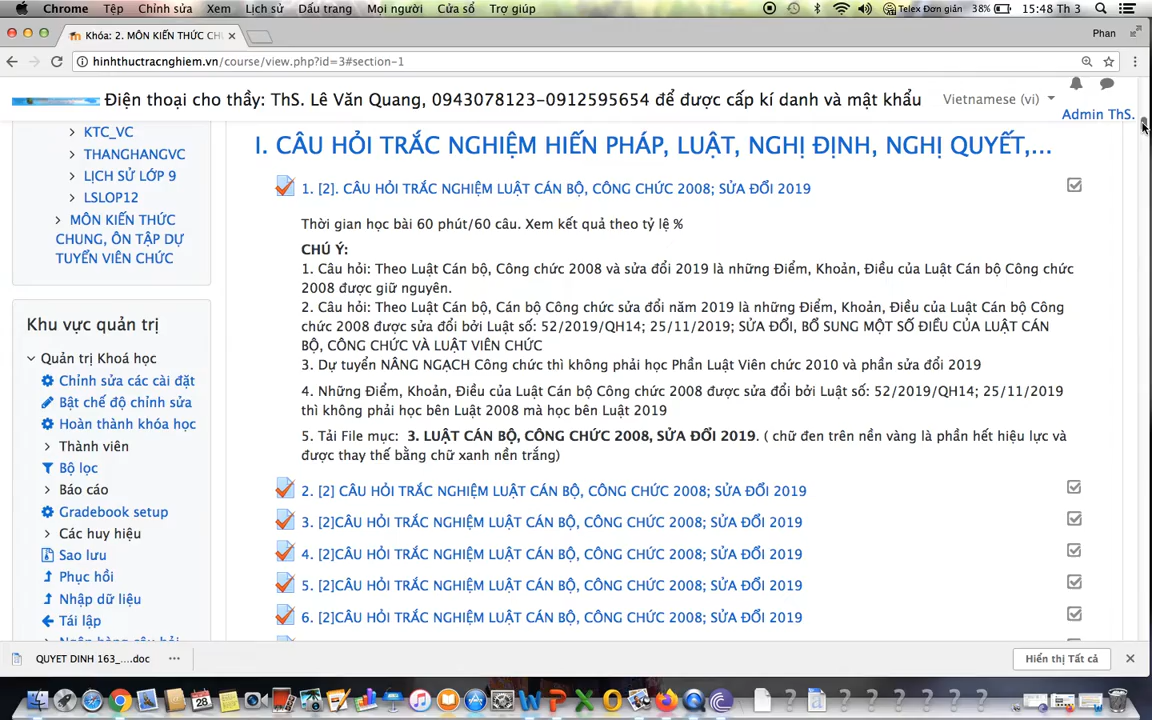 Chrome Tệp Chỉnh sửa Xem Lịch sử Dấu trang Mọi người Cửa sổ Trợ giúp Telex Đơn giản 38% 15:48 Th 3
Khóa: 2. MÔN KIẾN THỨC CH
Phan
hinhthuctracnghiem.vn/course/view.php?id=3#section-1
Điện thoại cho thầy: ThS. Lê Văn Quang, 0943078123-0912595654 để được cấp kí danh và mật khẩu
Vietnamese (vi)
Admin ThS.
KTC_VC
THANGHANGVC
LỊCH SỬ LỚP 9
LSLOP12
MÔN KIẾN THỨC
CHUNG, ÔN TẬP DỰ
TUYỂN VIÊN CHỨC
Khu vực quản trị
Quản trị Khoá học
Chỉnh sửa các cài đặt
Bật chế độ chỉnh sửa
Hoàn thành khóa học
Thành viên
Bộ lọc
Báo cáo
Gradebook setup
Các huy hiệu
Sao lưu
Phục hồi
Nhập dữ liệu
Tái lập
Ngân hàng câu hỏi
I. CÂU HỎI TRẮC NGHIỆM HIẾN PHÁP, LUẬT, NGHỊ ĐỊNH, NGHỊ QUYẾT,...
1. [2]. CÂU HỎI TRẮC NGHIỆM LUẬT CÁN BỘ, CÔNG CHỨC 2008; SỬA ĐỔI 2019
Thời gian học bài 60 phút/60 câu. Xem kết quả theo tỷ lệ %
CHÚ Ý:
1. Câu hỏi: Theo Luật Cán bộ, Công chức 2008 và sửa đổi 2019 là những Điểm, Khoản, Điều của Luật Cán bộ Công chức
2008 được giữ nguyên.
2. Câu hỏi: Theo Luật Cán bộ, Cán bộ Công chức sửa đổi năm 2019 là những Điểm, Khoản, Điều của Luật Cán bộ Công
chức 2008 được sửa đổi bởi Luật số: 52/2019/QH14; 25/11/2019; SỬA ĐỔI, BỔ SUNG MỘT SỐ ĐIỀU CỦA LUẬT CÁN
BỘ, CÔNG CHỨC VÀ LUẬT VIÊN CHỨC
3. Dự tuyển NÂNG NGẠCH Công chức thì không phải học Phần Luật Viên chức 2010 và phần sửa đổi 2019
4. Những Điểm, Khoản, Điều của Luật Cán bộ Công chức 2008 được sửa đổi bởi Luật số: 52/2019/QH14; 25/11/2019
thì không phải học bên Luật 2008 mà học bên Luật 2019
5. Tải File mục: 3. LUẬT CÁN BỘ, CÔNG CHỨC 2008, SỬA ĐỔI 2019. ( chữ đen trên nền vàng là phần hết hiệu lực và
được thay thế bằng chữ xanh nền trắng)
2. [2] CÂU HỎI TRẮC NGHIỆM LUẬT CÁN BỘ, CÔNG CHỨC 2008; SỬA ĐỔI 2019
3. [2]CÂU HỎI TRẮC NGHIỆM LUẬT CÁN BỘ, CÔNG CHỨC 2008; SỬA ĐỔI 2019
4. [2]CÂU HỎI TRẮC NGHIỆM LUẬT CÁN BỘ, CÔNG CHỨC 2008; SỬA ĐỔI 2019
5. [2]CÂU HỎI TRẮC NGHIỆM LUẬT CÁN BỘ, CÔNG CHỨC 2008; SỬA ĐỔI 2019
6. [2]CÂU HỎI TRẮC NGHIỆM LUẬT CÁN BỘ, CÔNG CHỨC 2008; SỬA ĐỔI 2019
QUYET DINH 163_....doc
Hiển thị Tất cả